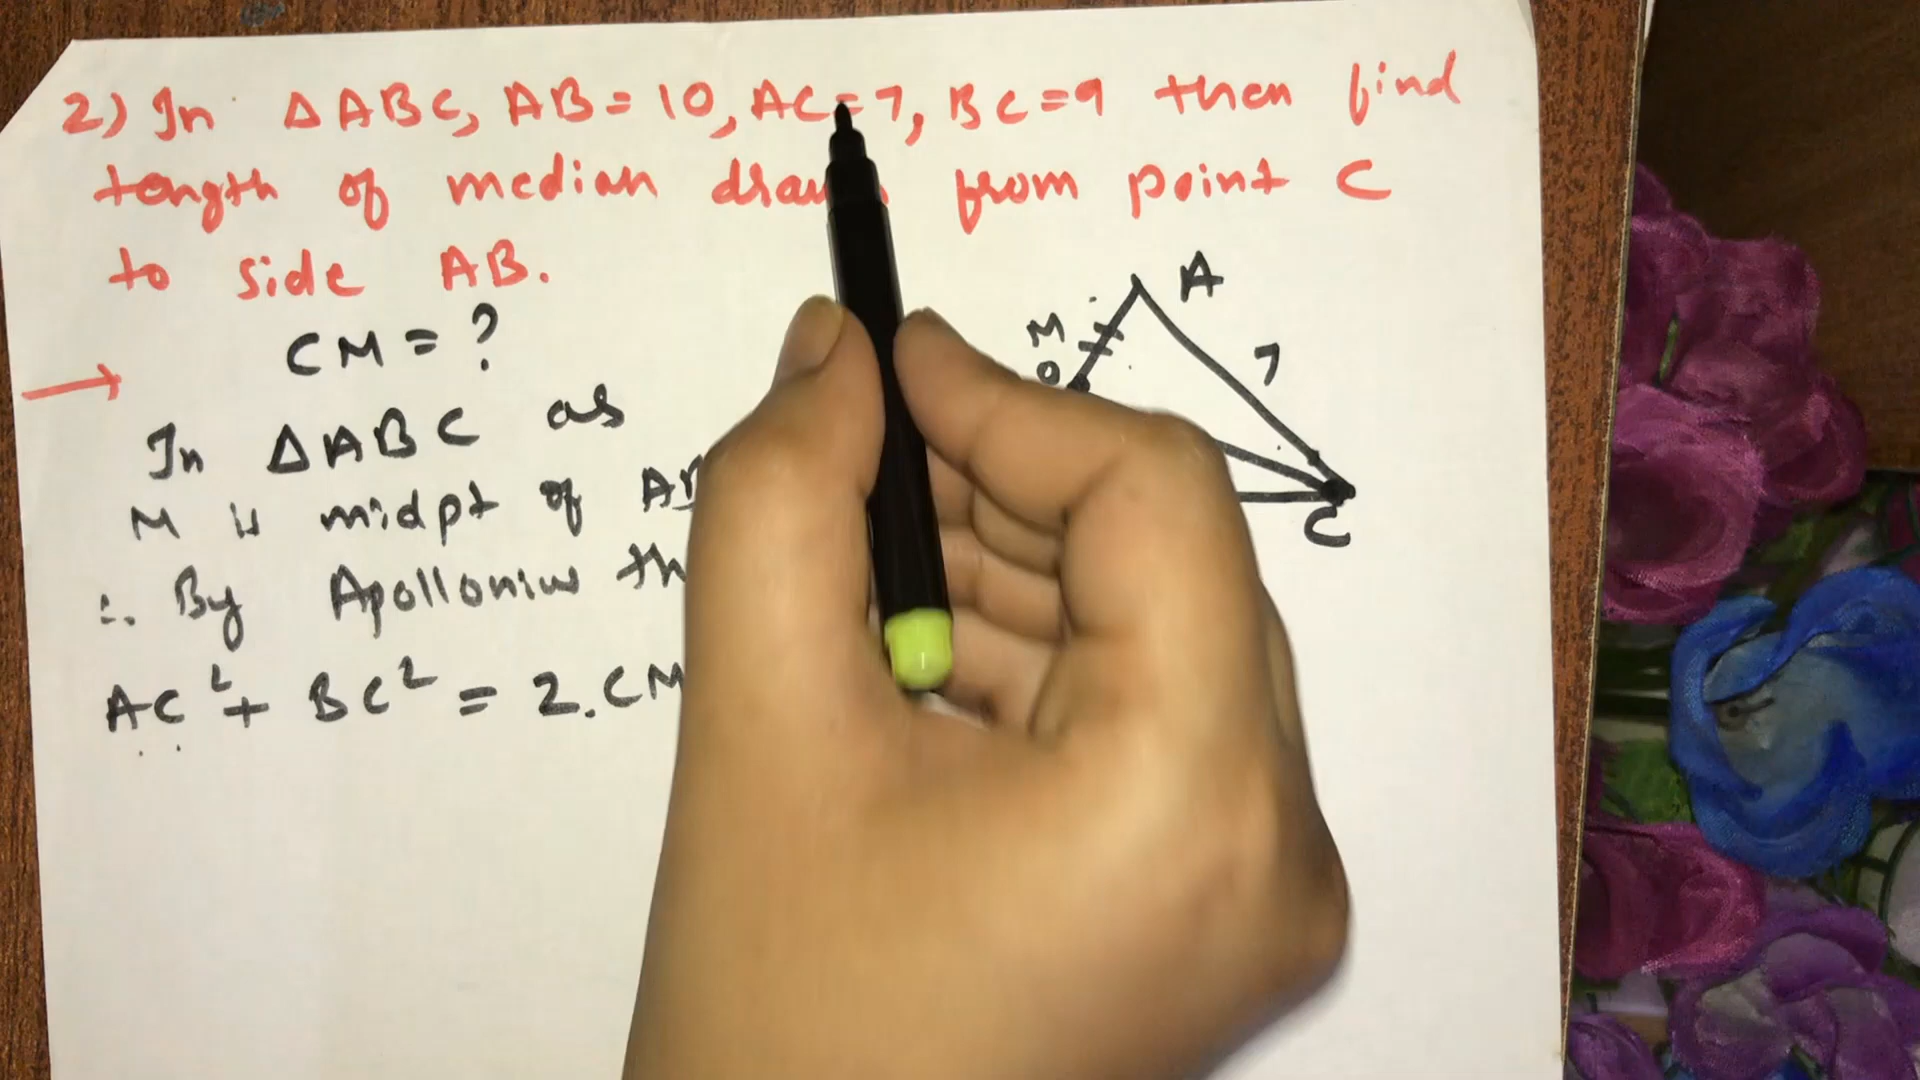 2) In ΔABC, AB = 10, AC = 7, BC = 9 then find
length of median from point C
to side AB.
CM = ?
In ΔABC as
M is midpt of
∴ By Apollonius
AC² + BC² = 2.CM
A
M
7
C